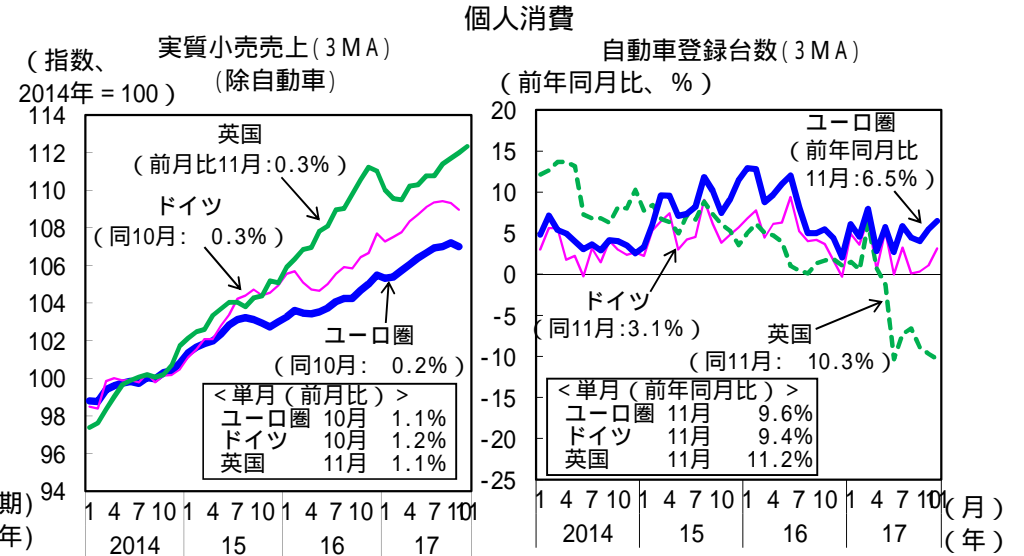 個人消費
実質小売売上(3MA)
(除自動車)
(指数、
2014年=100)
114
112
110
108
106
104
102
100
98
96
94
英国
(前月比11月:0.3%)
ドイツ
(同10月: 0.3%)
ユーロ圏
(同10月: 0.2%)
<単月(前月比)>
ユーロ圏 10月 1.1%
ドイツ 10月 1.2%
英国 11月 1.1%
期)
1 4 7 10 1 4 7 10 1 4 7 10 1 4 7
年)
2014 15 16 17
自動車登録台数(3MA)
(前年同月比、%)
20
15
10
5
0
-5
-10
-15
-20
-25
ユーロ圏
(前年同月比
11月:6.5%)
ドイツ
(同11月:3.1%)
英国
(同11月: 10.3%)
<単月(前年同月比)>
ユーロ圏 11月 9.6%
ドイツ 11月 9.4%
英国 11月 11.2%
1 4 7 10 1 4 7 10 1 4 7 10 1 4 7
(月)
2014 15 16 17
(年)